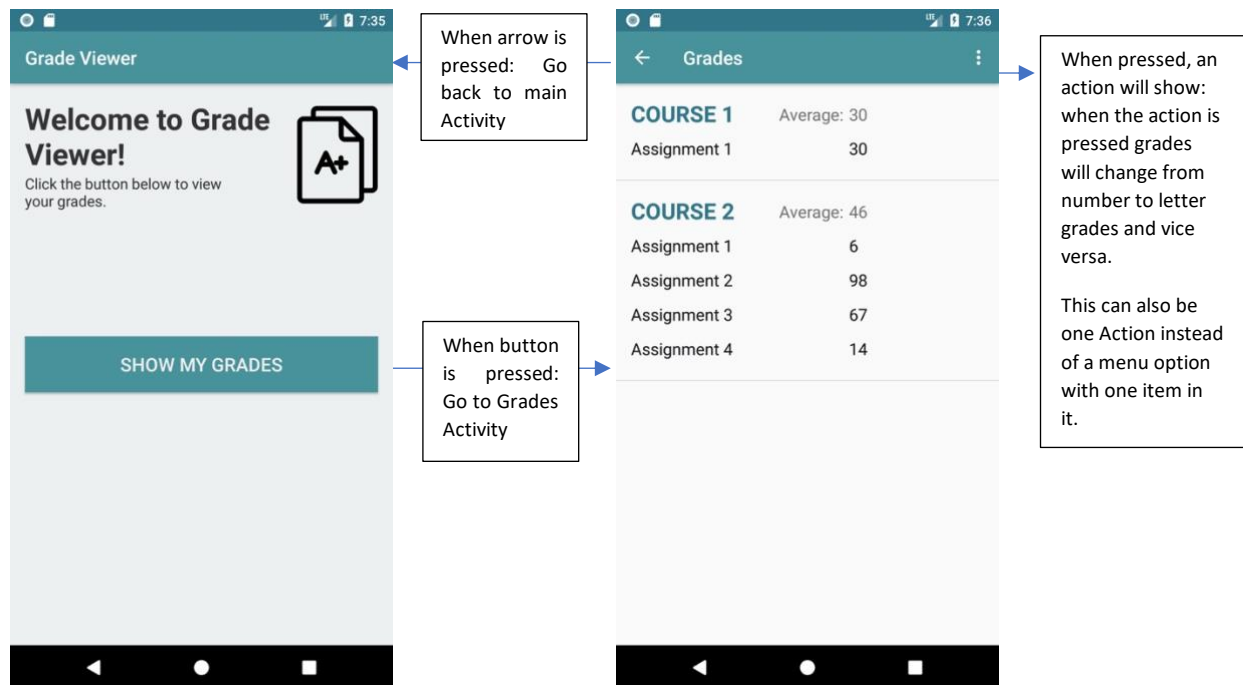 7:35
Grade Viewer
Welcome to Grade
Viewer!
Click the button below to view
your grades.
A+
SHOW MY GRADES
When arrow is
pressed: Go
back to main
Activity
When button
is pressed:
Go to Grades
Activity
LTE 7:36
Grades
COURSE 1 Average: 30
Assignment 1 30
COURSE 2 Average: 46
Assignment 1 6
Assignment 2 98
Assignment 3 67
Assignment 4 14
When pressed, an
action will show:
when the action is
pressed grades
will change from
number to letter
grades and vice
versa.
This can also be
one Action instead
of a menu option
with one item in
it.